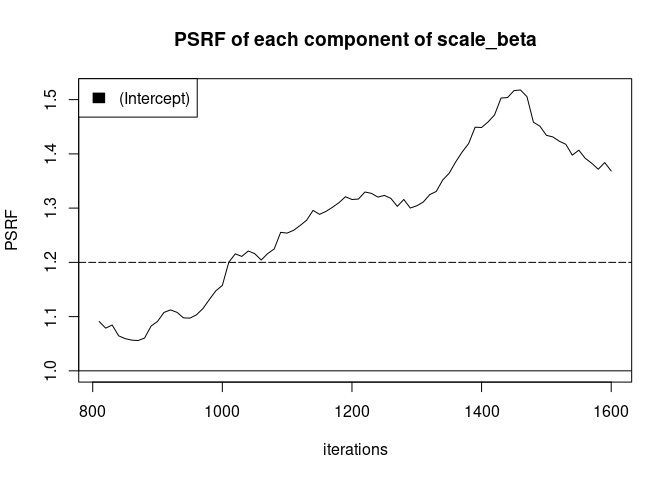 PSRF of each component of scale_beta
(Intercept)
PSRF
1.5
1.4
1.3
1.2
1.1
1.0
800 1000 1200 1400 1600
iterations